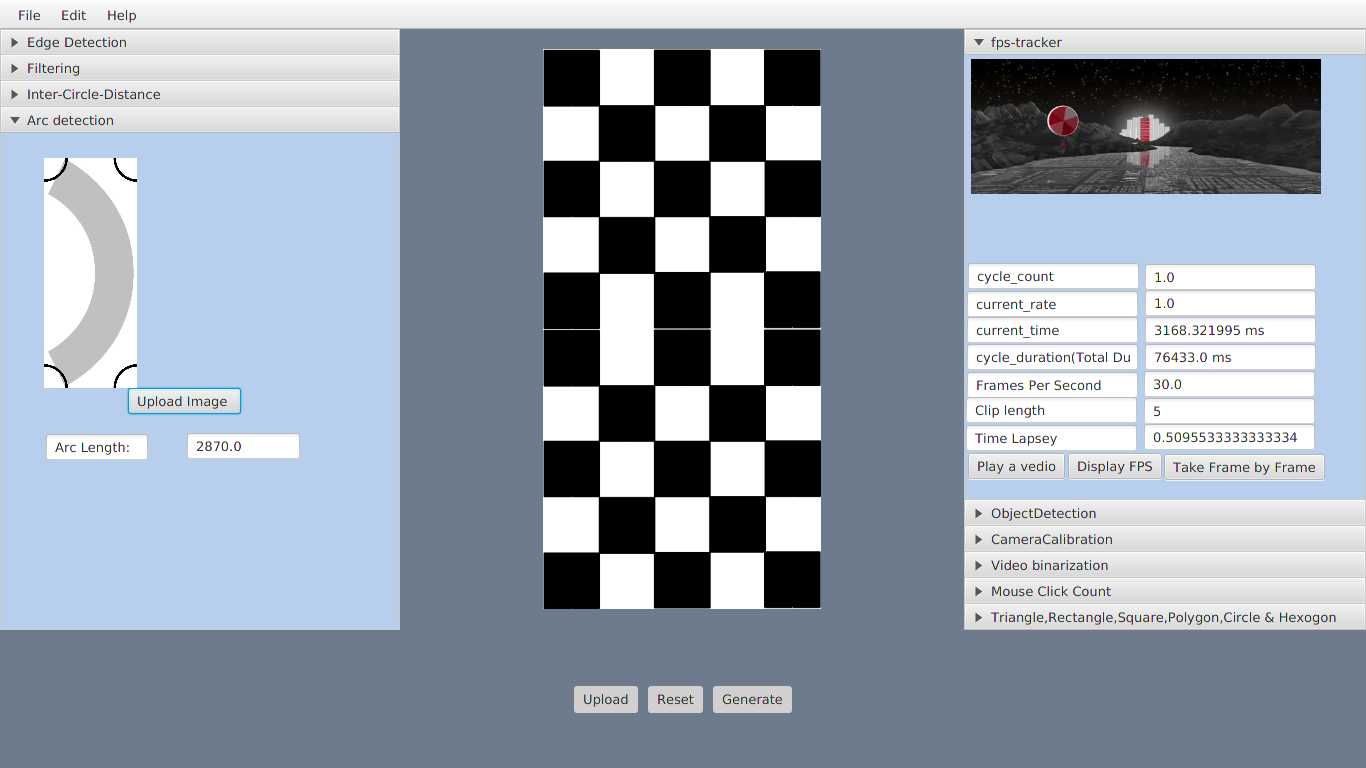 File Edit Help
Edge Detection
Filtering
Inter-Circle-Distance
Arc detection
Upload Image
Arc Length: 2870.0
Upload Reset Generate
fps-tracker
cycle_count 1.0
current_rate 1.0
current_time 3168.321995 ms
cycle_duration(Total Du 76433.0 ms
Frames Per Second 30.0
Clip length 5
Time Lapsey 0.5095533333333334
Play a vedio Display FPS Take Frame by Frame
ObjectDetection
CameraCalibration
Video binarization
Mouse Click Count
Triangle,Rectangle,Square,Polygon,Circle & Hexogon